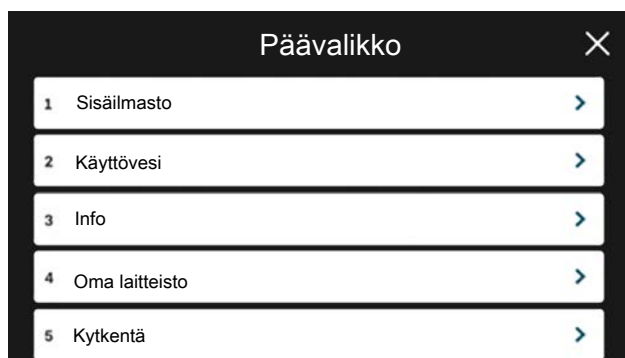 Päävalikko
1 Sisäilmasto
2 Käyttövesi
3 Info
4 Oma laitteisto
5 Kytkentä